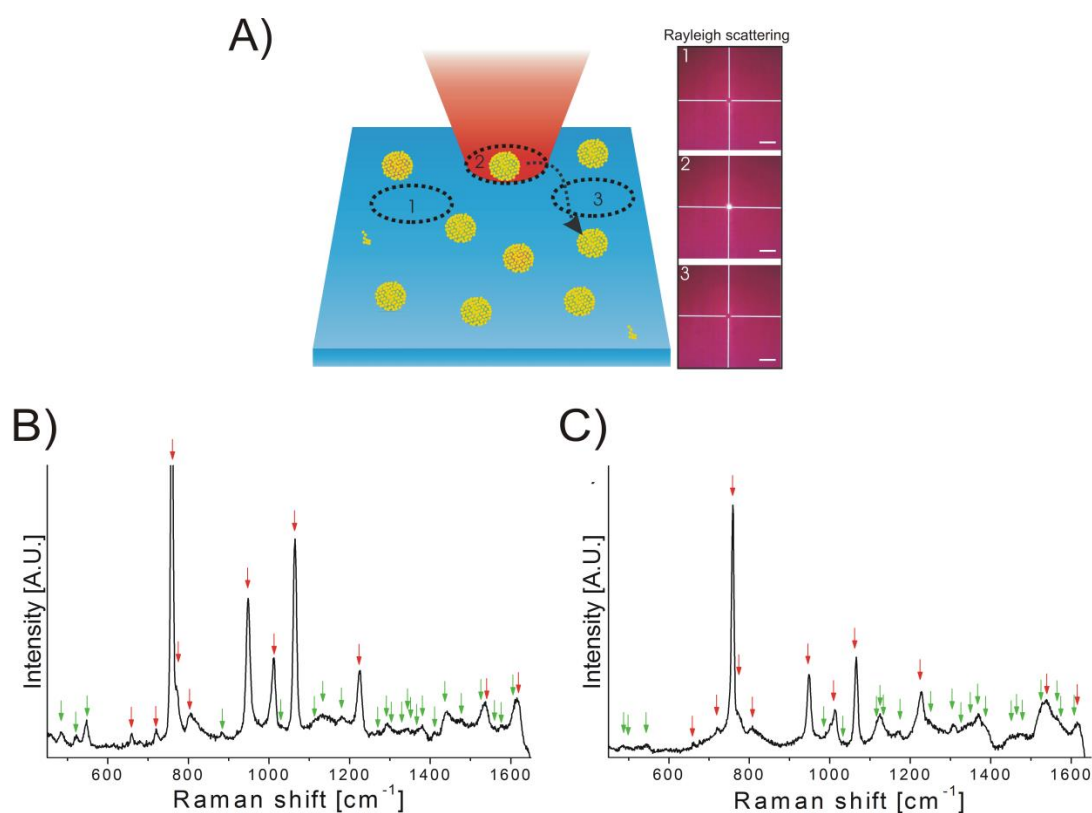 A)
Rayleigh scattering
1
2
3
2
1
3
B)
C)
Intensity [A.U.]
600 800 1000 1200 1400 1600
Raman shift [cm⁻¹]
Intensity [A.U.]
600 800 1000 1200 1400 1600
Raman shift [cm⁻¹]